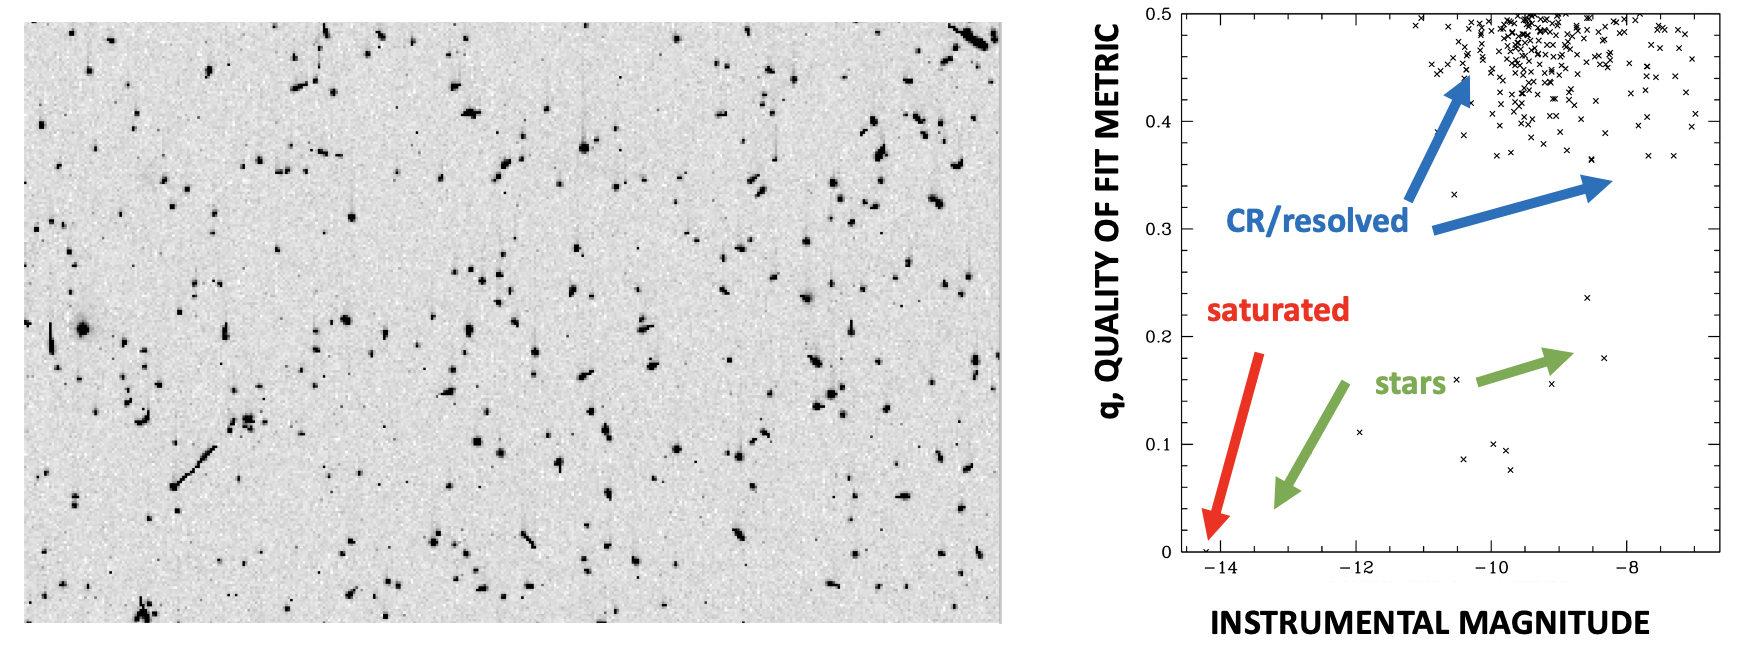 0.5
0.4
0.3
0.2
0.1
0
q, QUALITY OF FIT METRIC
CR/resolved
saturated
stars
−14
−12
−10
−8
INSTRUMENTAL MAGNITUDE